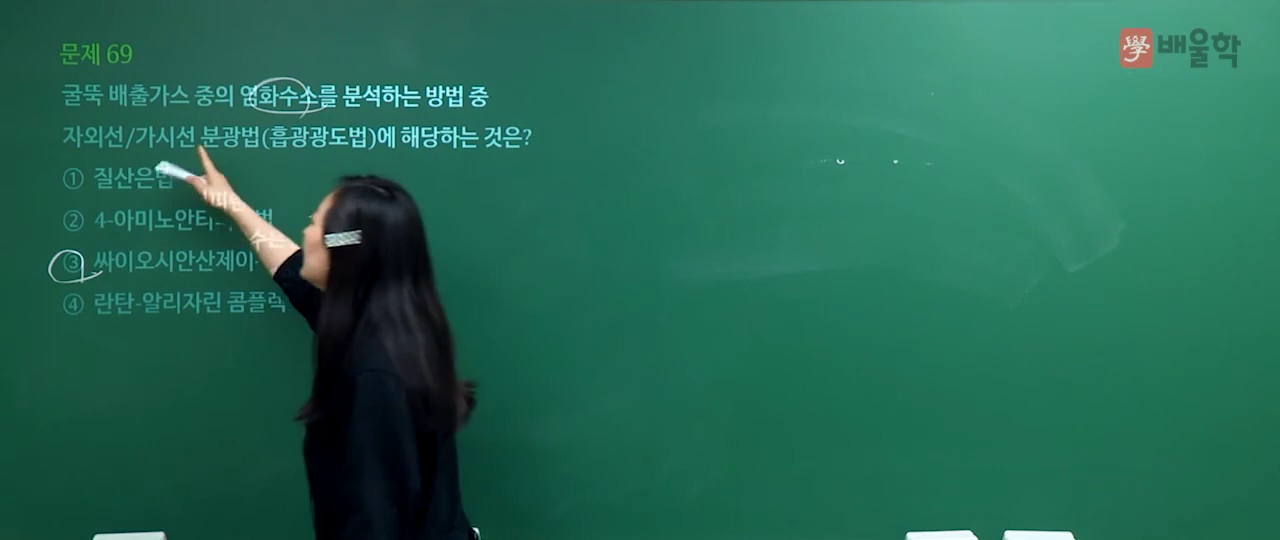 문제 69
學 배울학
굴뚝 배출가스 중의 염화수소를 분석하는 방법 중
자외선/가시선 분광법(흡광광도법)에 해당하는 것은?
① 질산은법
② 4-아미노안티 법
③ 싸이오시안산제이
④ 란탄-알리자린 콤플렉